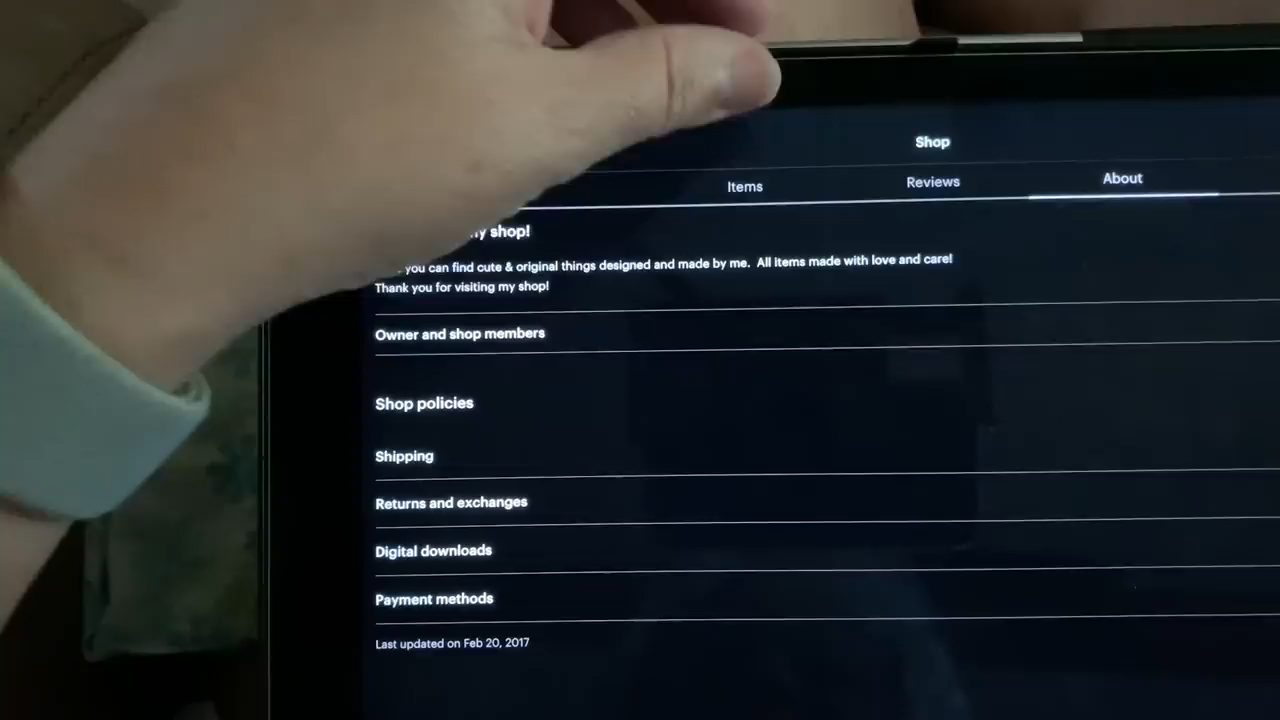 Shop
Items Reviews About
my shop!
you can find cute & original things designed and made by me. All items made with love and care!
Thank you for visiting my shop!
Owner and shop members
Shop policies
Shipping
Returns and exchanges
Digital downloads
Payment methods
Last updated on Feb 20, 2017